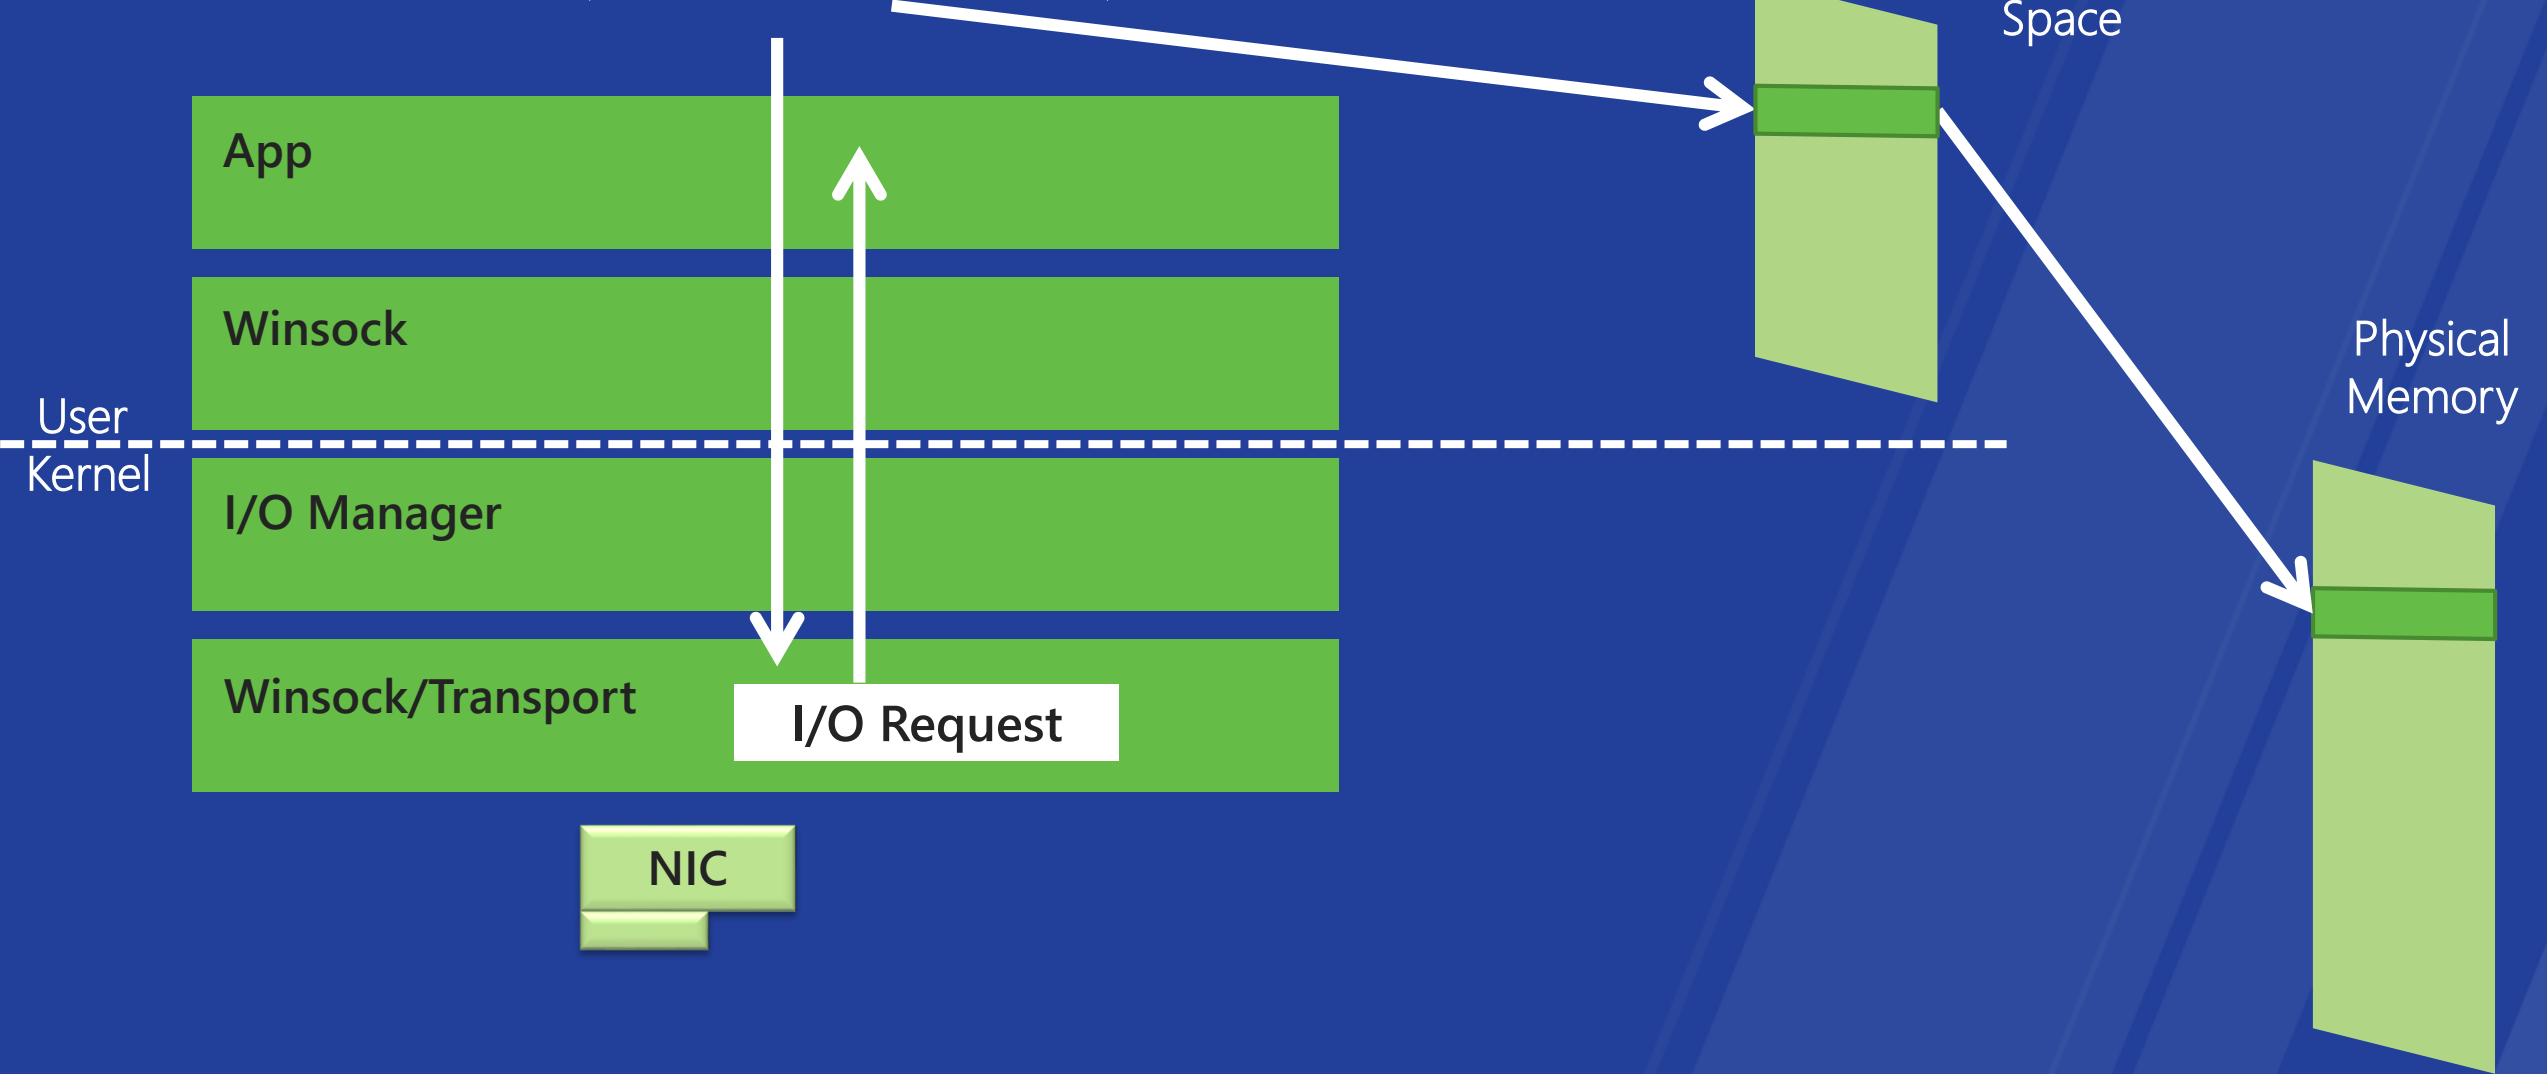 Space
App
Winsock
User
Kernel
I/O Manager
Winsock/Transport
I/O Request
NIC
Physical
Memory